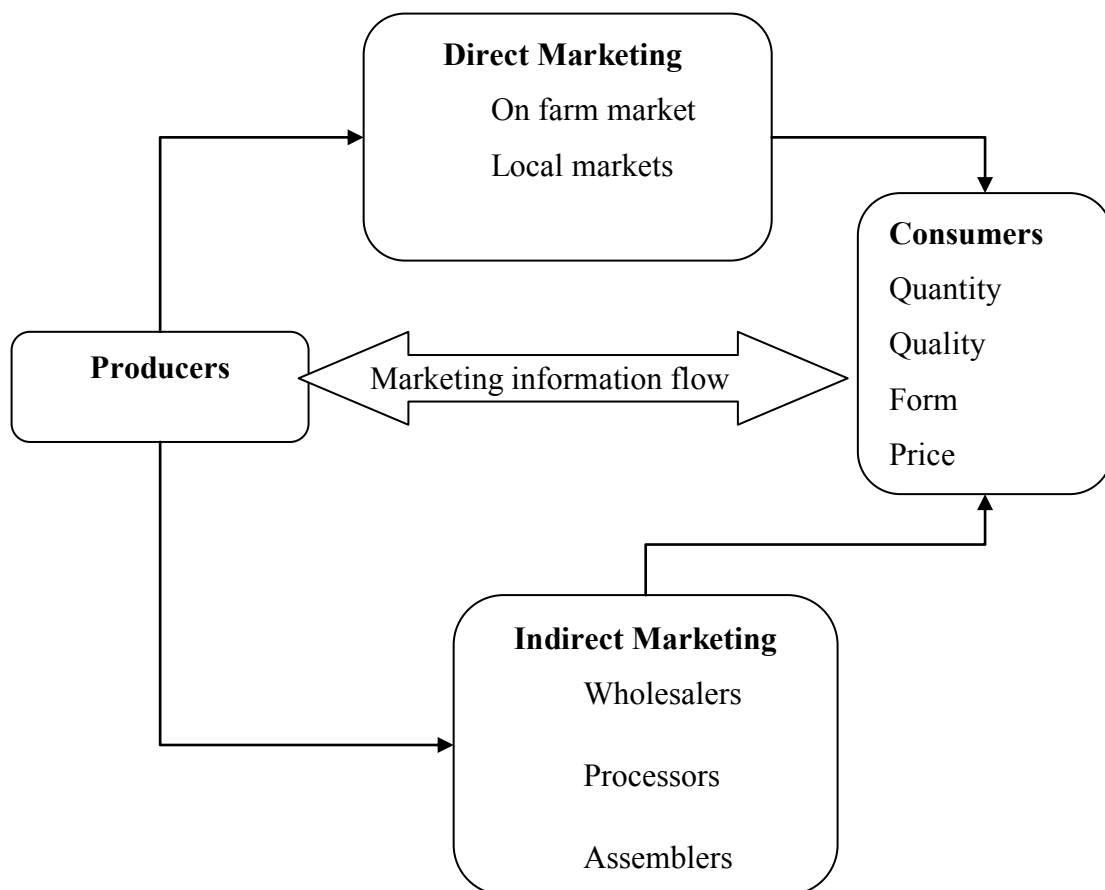 Direct Marketing
On farm market
Local markets
Consumers
Quantity
Quality
Form
Price
Producers
Marketing information flow
Indirect Marketing
Wholesalers
Processors
Assemblers